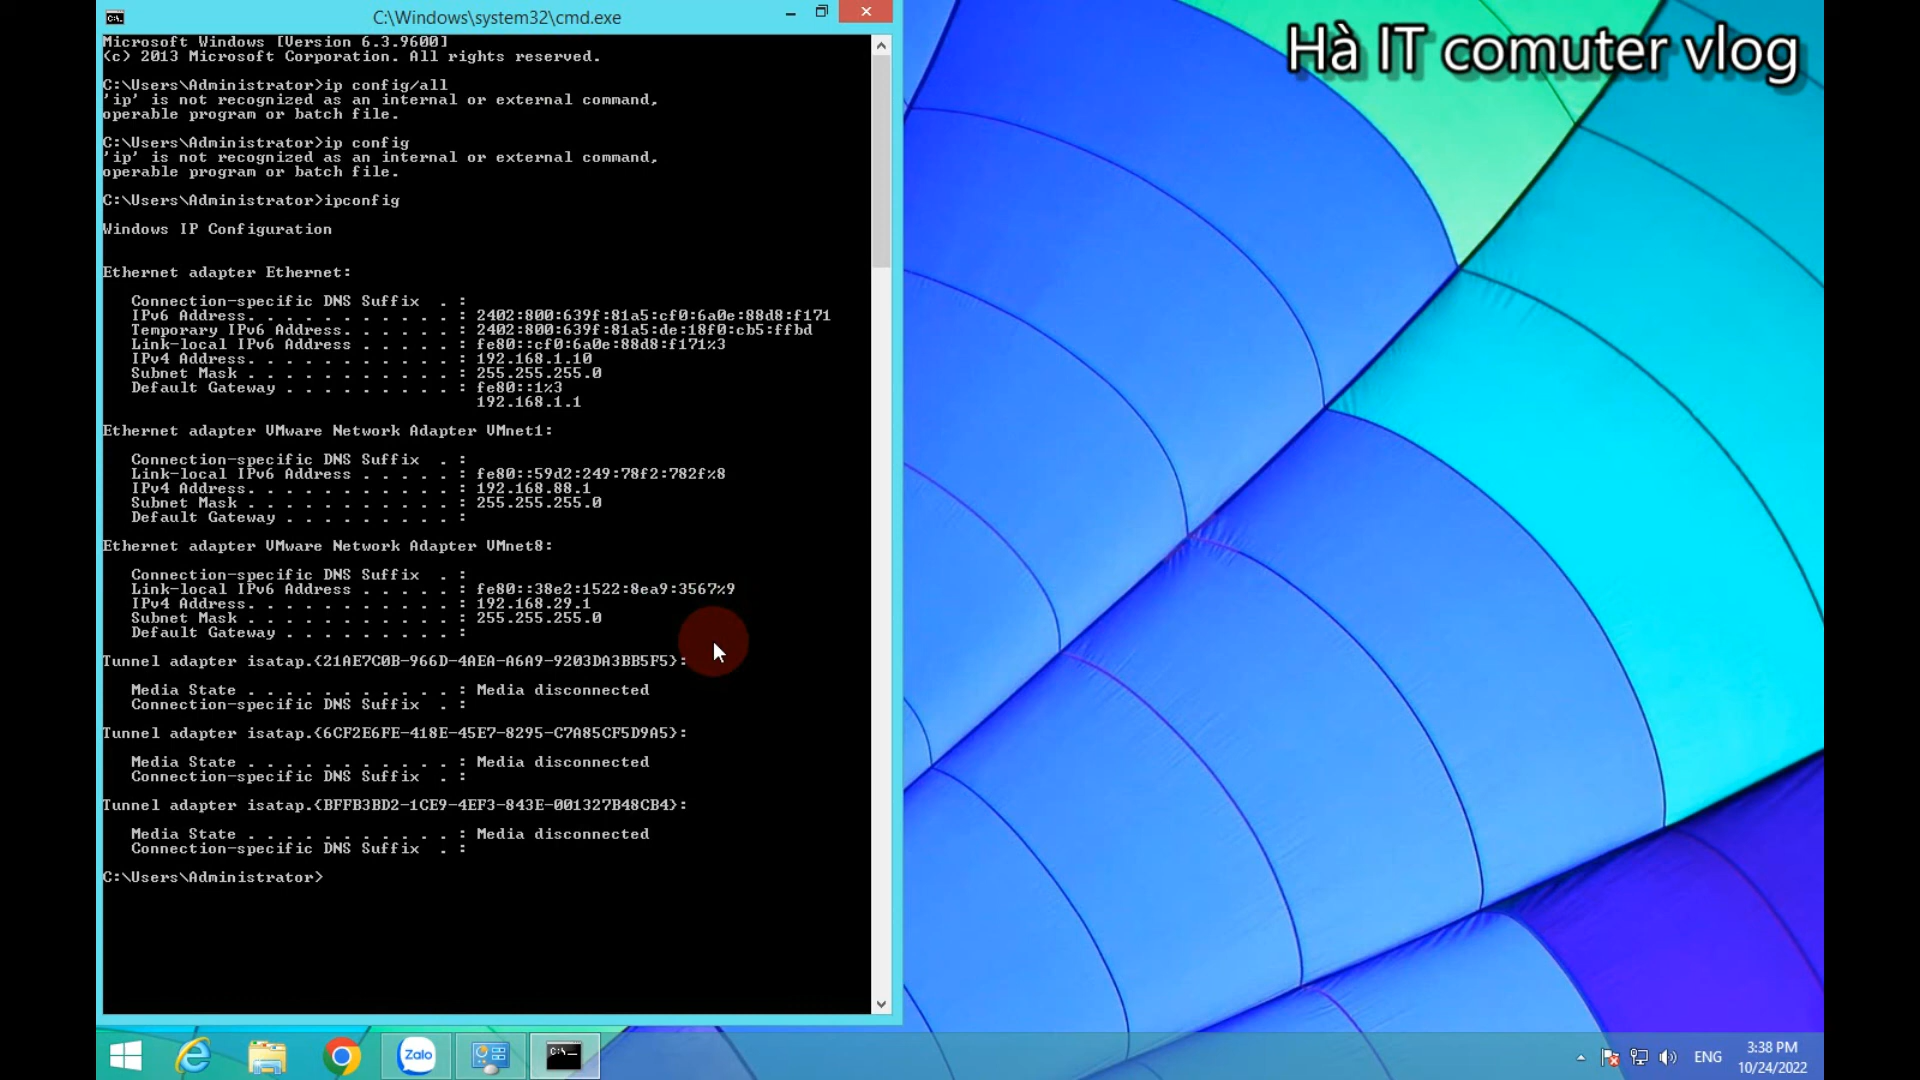 C:\Windows\system32\cmd.exe
Hà IT comuter vlog
Microsoft Windows [Version 6.3.9600]
(c) 2013 Microsoft Corporation. All rights reserved.
C:\Users\Administrator>ip config/all
'ip' is not recognized as an internal or external command,
operable program or batch file.
C:\Users\Administrator>ip config
'ip' is not recognized as an internal or external command,
operable program or batch file.
C:\Users\Administrator>ipconfig
Windows IP Configuration
Ethernet adapter Ethernet:
Connection-specific DNS Suffix  . :
IPv6 Address. . . . . . . . . . . : 2402:800:639f:81a5:cf0:6a0e:88d8:f171
Temporary IPv6 Address. . . . . . : 2402:800:639f:81a5:de:18f0:cb5:ffbd
Link-local IPv6 Address . . . . . : fe80::cf0:6a0e:88d8:f171%3
IPv4 Address. . . . . . . . . . . : 192.168.1.10
Subnet Mask . . . . . . . . . . . : 255.255.255.0
Default Gateway . . . . . . . . . : fe80::1%3
192.168.1.1
Ethernet adapter VMware Network Adapter VMnet1:
Connection-specific DNS Suffix  . :
Link-local IPv6 Address . . . . . : fe80::59d2:249:78f2:782f%8
IPv4 Address. . . . . . . . . . . : 192.168.88.1
Subnet Mask . . . . . . . . . . . : 255.255.255.0
Default Gateway . . . . . . . . . :
Ethernet adapter VMware Network Adapter VMnet8:
Connection-specific DNS Suffix  . :
Link-local IPv6 Address . . . . . : fe80::38e2:1522:8ea9:3567%9
IPv4 Address. . . . . . . . . . . : 192.168.29.1
Subnet Mask . . . . . . . . . . . : 255.255.255.0
Default Gateway . . . . . . . . . :
Tunnel adapter isatap.{21AE7C0B-966D-4AEA-A6A9-9203DA3BB5F5}:
Media State . . . . . . . . . . . : Media disconnected
Connection-specific DNS Suffix  . :
Tunnel adapter isatap.{6CF2E6FE-418E-45E7-8295-C7A85CF5D9A5}:
Media State . . . . . . . . . . . : Media disconnected
Connection-specific DNS Suffix  . :
Tunnel adapter isatap.{BFFB3BD2-1CE9-4EF3-843E-001327B48CB4}:
Media State . . . . . . . . . . . : Media disconnected
Connection-specific DNS Suffix  . :
C:\Users\Administrator>
Zalo
ENG
3:38 PM
10/24/2022